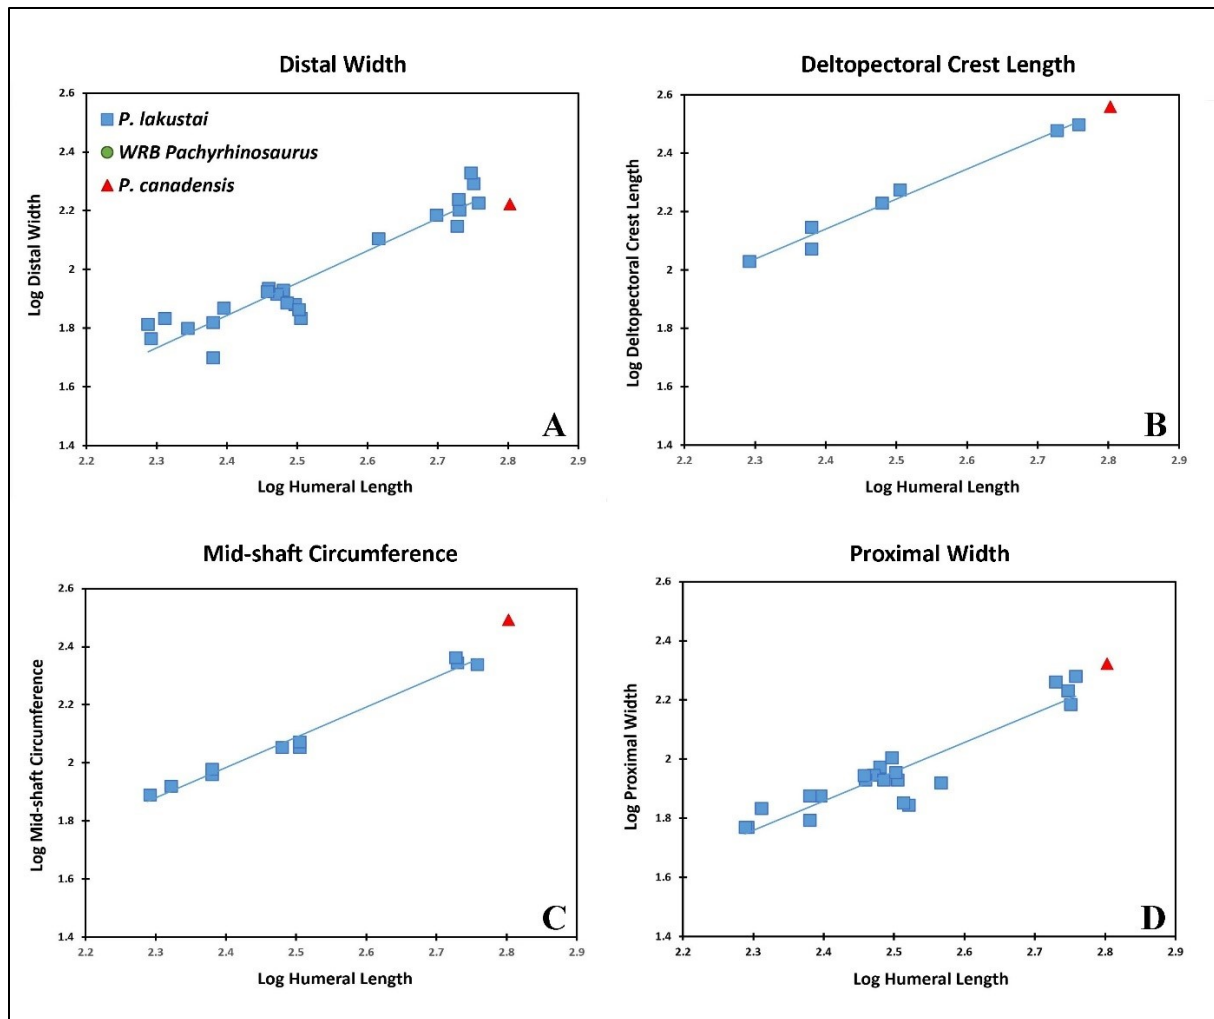 Distal Width
Log Distal Width
2.6
2.4
2.2
2
1.8
1.6
1.4
P. lakustai
WRB Pachyrhinosaurus
P. canadensis
A
2.2 2.3 2.4 2.5 2.6 2.7 2.8 2.9
Log Humeral Length
Deltopectoral Crest Length
Log Deltopectoral Crest Length
2.6
2.4
2.2
2
1.8
1.6
1.4
B
2.2 2.3 2.4 2.5 2.6 2.7 2.8 2.9
Log Humeral Length
Mid-shaft Circumference
Log Mid-shaft Circumference
2.6
2.4
2.2
2
1.8
1.6
1.4
C
2.2 2.3 2.4 2.5 2.6 2.7 2.8 2.9
Log Humeral Length
Proximal Width
Log Proximal Width
2.6
2.4
2.2
2
1.8
1.6
1.4
D
2.2 2.3 2.4 2.5 2.6 2.7 2.8 2.9
Log Humeral Length